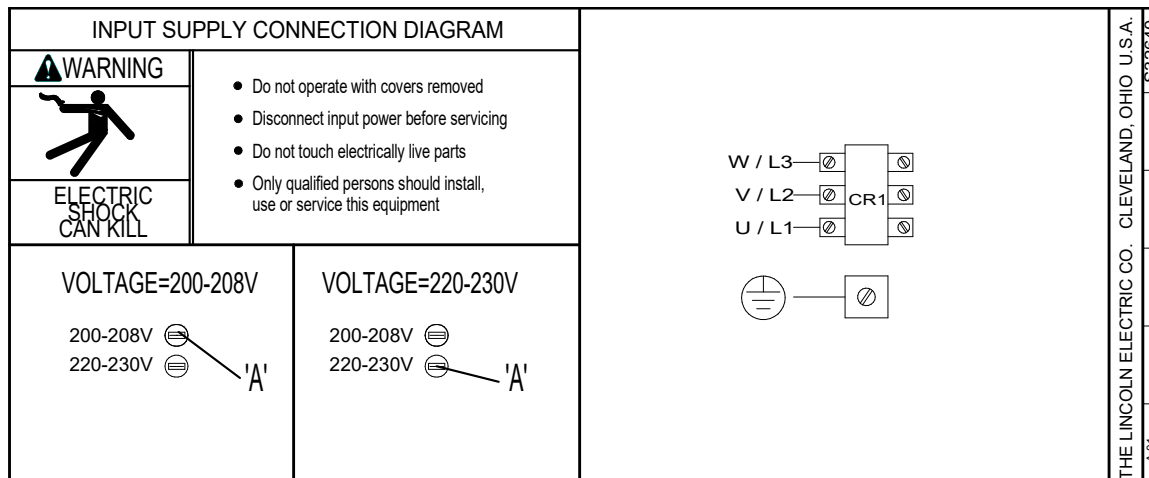 INPUT SUPPLY CONNECTION DIAGRAM
WARNING
ELECTRIC
SHOCK
CAN KILL
● Do not operate with covers removed
● Disconnect input power before servicing
● Do not touch electrically live parts
● Only qualified persons should install,
use or service this equipment
VOLTAGE=200-208V
200-208V
220-230V
'A'
VOLTAGE=220-230V
200-208V
220-230V
'A'
W / L3
V / L2
U / L1
CR1
THE LINCOLN ELECTRIC CO. CLEVELAND, OHIO U.S.A.